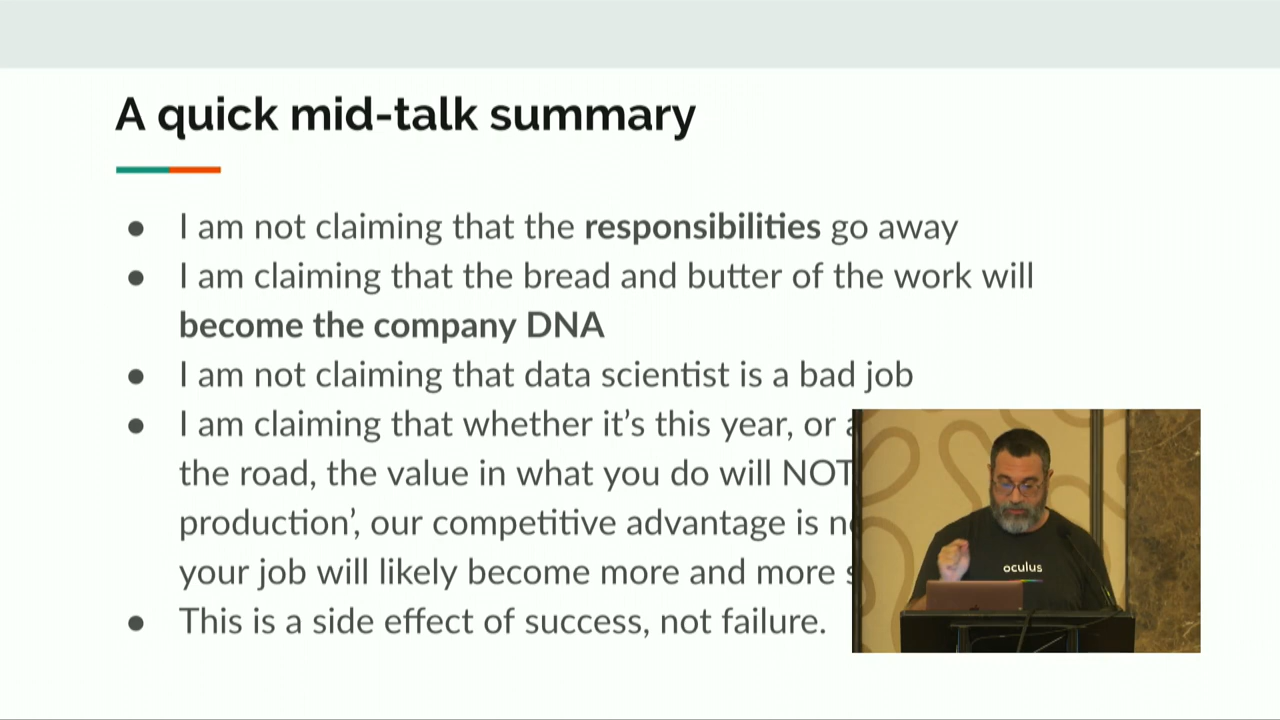 A quick mid-talk summary
● I am not claiming that the responsibilities go away
● I am claiming that the bread and butter of the work will
become the company DNA
● I am not claiming that data scientist is a bad job
● I am claiming that whether it’s this year, or
the road, the value in what you do will NOT
production’, our competitive advantage is
your job will likely become more and more
● This is a side effect of success, not failure.
oculus